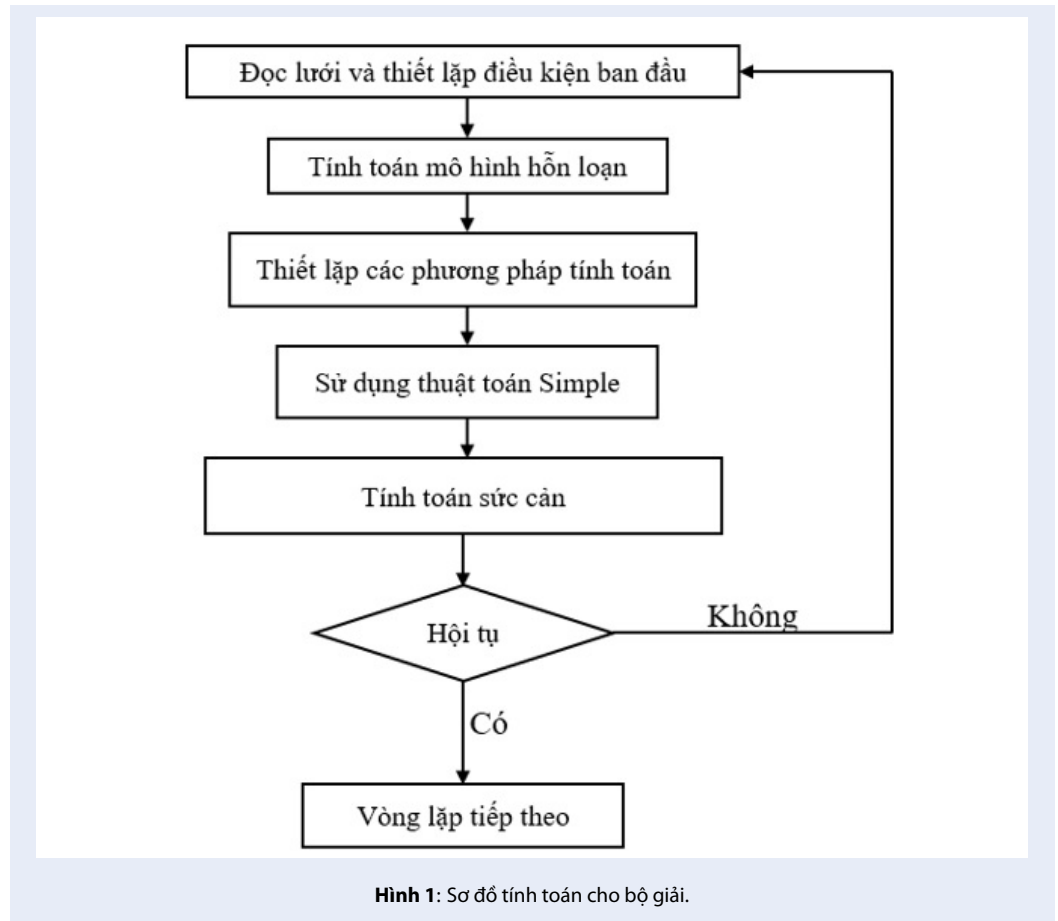 Đọc lưới và thiết lập điều kiện ban đầu
Tính toán mô hình hỗn loạn
Thiết lập các phương pháp tính toán
Sử dụng thuật toán Simple
Tính toán sức cản
Hội tụ
Không
Có
Vòng lặp tiếp theo
Hình 1: Sơ đồ tính toán cho bộ giải.